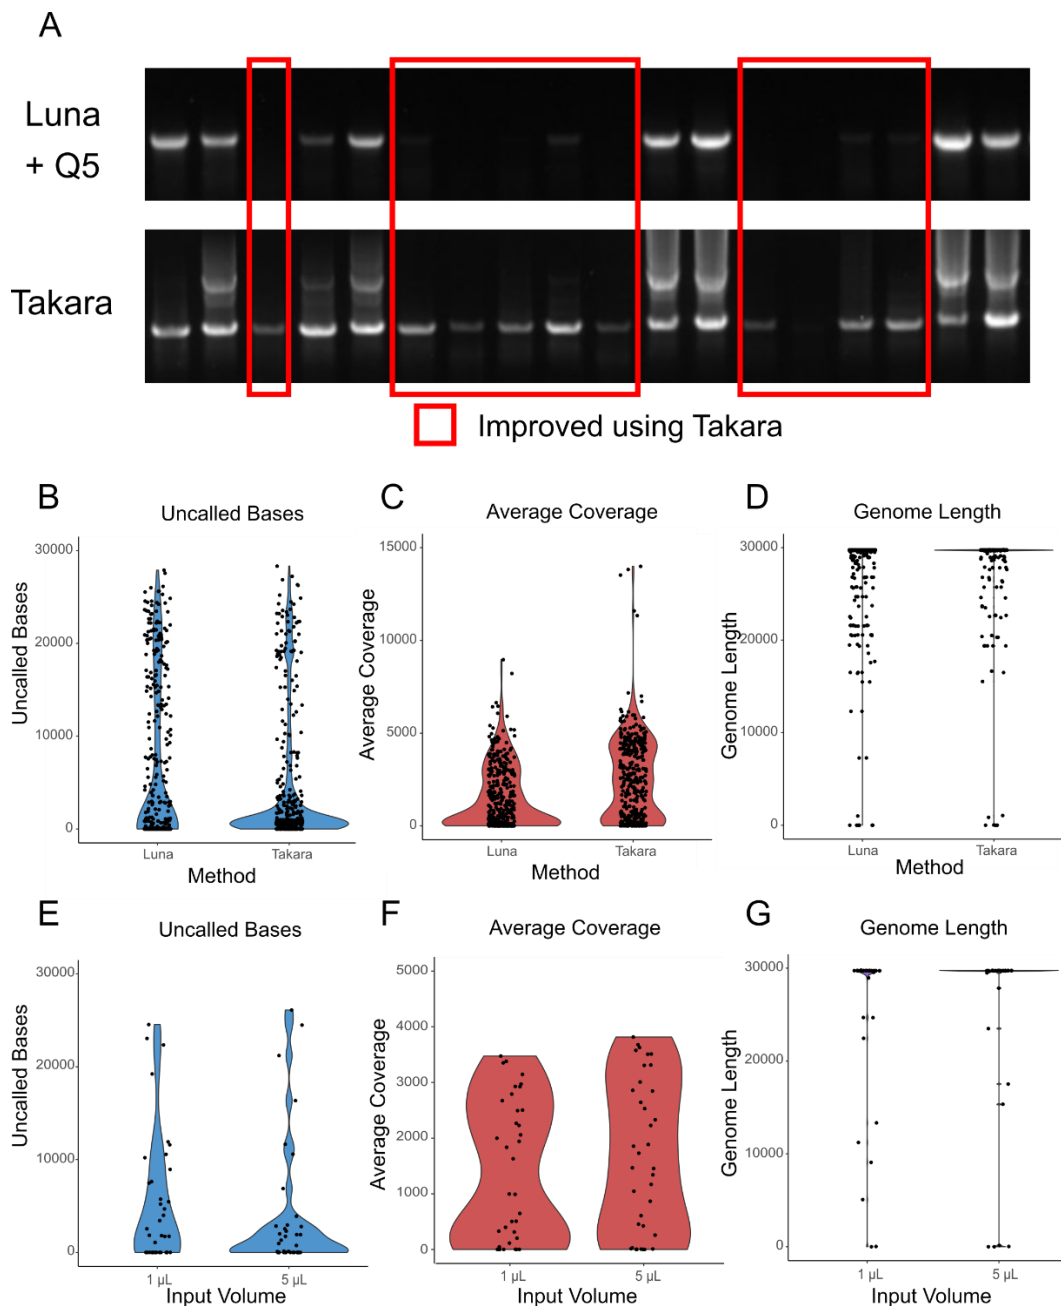 A
Luna
+ Q5
Takara
Improved using Takara
B
Uncalled Bases
Uncalled Bases
30000
20000
10000
0
Luna
Takara
Method
C
Average Coverage
Average Coverage
15000
10000
5000
0
Luna
Takara
Method
D
Genome Length
Genome Length
30000
20000
10000
0
Luna
Takara
Method
E
Uncalled Bases
Uncalled Bases
30000
20000
10000
0
1 µL
5 µL
Input Volume
F
Average Coverage
Average Coverage
5000
4000
3000
2000
1000
0
1 µL
5 µL
Input Volume
G
Genome Length
Genome Length
30000
20000
10000
0
1 µL
5 µL
Input Volume